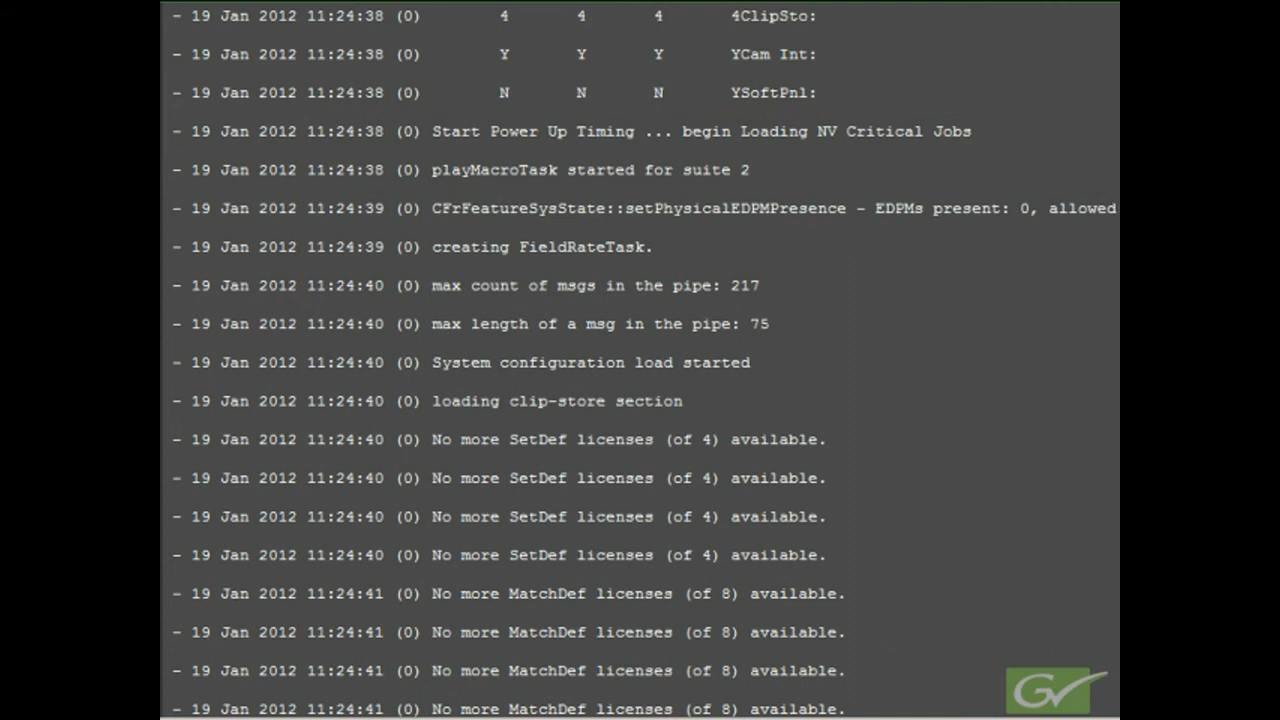 - 19 Jan 2012 11:24:38 (0) 4 4 4 4ClipSto:
- 19 Jan 2012 11:24:38 (0) Y Y Y YCam Int:
- 19 Jan 2012 11:24:38 (0) N N N YSoftPnl:
- 19 Jan 2012 11:24:38 (0) Start Power Up Timing ... begin Loading NV Critical Jobs
- 19 Jan 2012 11:24:38 (0) playMacroTask started for suite 2
- 19 Jan 2012 11:24:39 (0) CFrFeatureSysState::setPhysicalEDPMPresence - EDPMs present: 0, allowed
- 19 Jan 2012 11:24:39 (0) creating FieldRateTask.
- 19 Jan 2012 11:24:40 (0) max count of msgs in the pipe: 217
- 19 Jan 2012 11:24:40 (0) max length of a msg in the pipe: 75
- 19 Jan 2012 11:24:40 (0) System configuration load started
- 19 Jan 2012 11:24:40 (0) loading clip-store section
- 19 Jan 2012 11:24:40 (0) No more SetDef licenses (of 4) available.
- 19 Jan 2012 11:24:40 (0) No more SetDef licenses (of 4) available.
- 19 Jan 2012 11:24:40 (0) No more SetDef licenses (of 4) available.
- 19 Jan 2012 11:24:40 (0) No more SetDef licenses (of 4) available.
- 19 Jan 2012 11:24:41 (0) No more MatchDef licenses (of 8) available.
- 19 Jan 2012 11:24:41 (0) No more MatchDef licenses (of 8) available.
- 19 Jan 2012 11:24:41 (0) No more MatchDef licenses (of 8) available.
- 19 Jan 2012 11:24:41 (0) No more MatchDef licenses (of 8) available.
GV